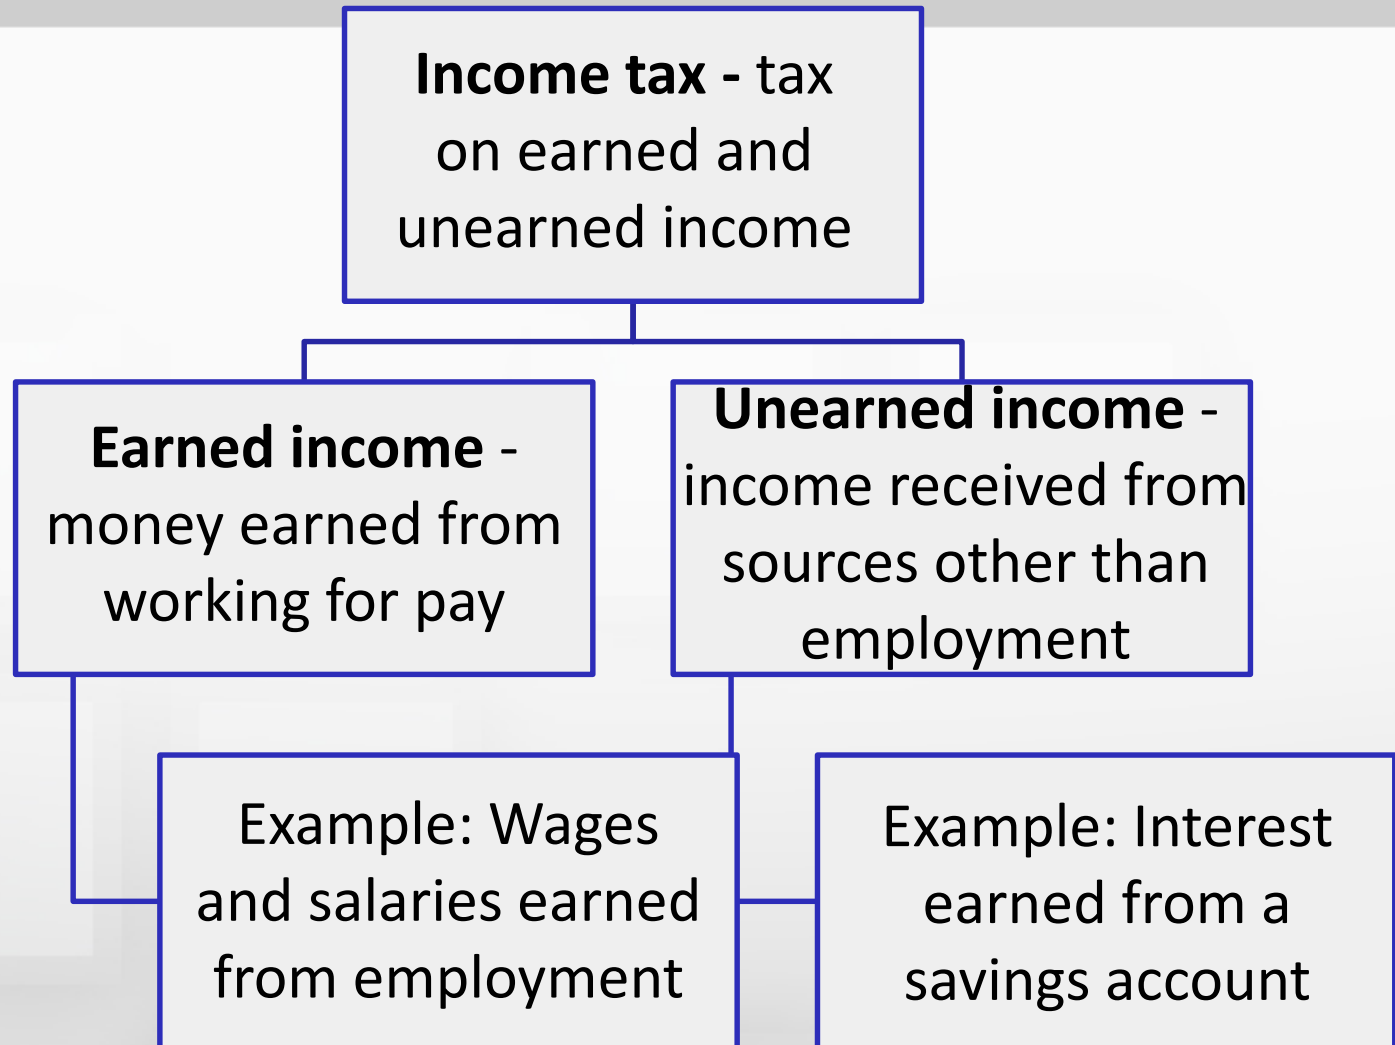 Income tax - tax
on earned and
unearned income
Earned income -
money earned from
working for pay
Unearned income -
income received from
sources other than
employment
Example: Wages
and salaries earned
from employment
Example: Interest
earned from a
savings account